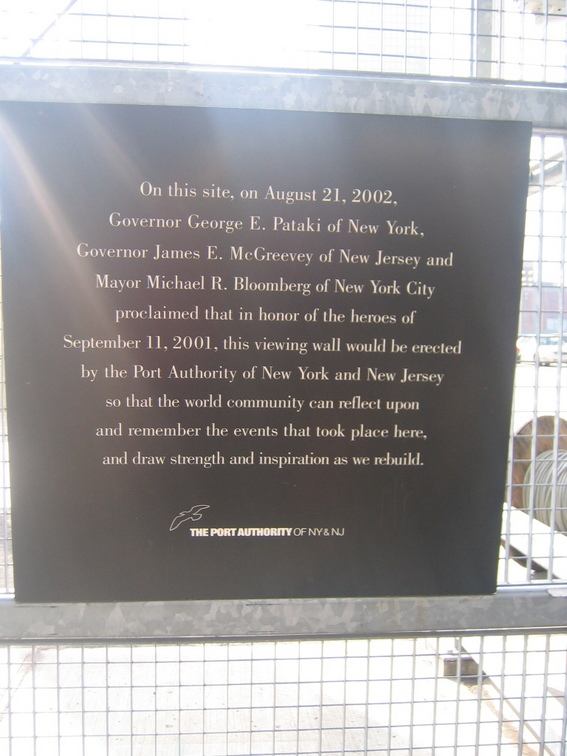 On this site, on August 21, 2002,
Governor George E. Pataki of New York,
Governor James E. McGreevey of New Jersey and
Mayor Michael R. Bloomberg of New York City
proclaimed that in honor of the heroes of
September 11, 2001, this viewing wall would be erected
by the Port Authority of New York and New Jersey
so that the world community can reflect upon
and remember the events that took place here,
and draw strength and inspiration as we rebuild.
THE PORT AUTHORITY OF NY & NJ